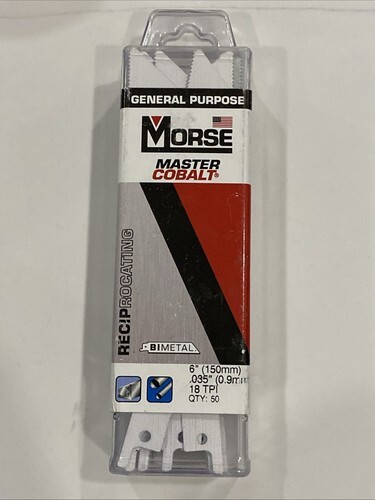 GENERAL PURPOSE
MORSE
MASTER
COBALT®
RECIPROCATING
BIMETAL
6" (150mm)
.035" (0.9mm
18 TPI
QTY: 50